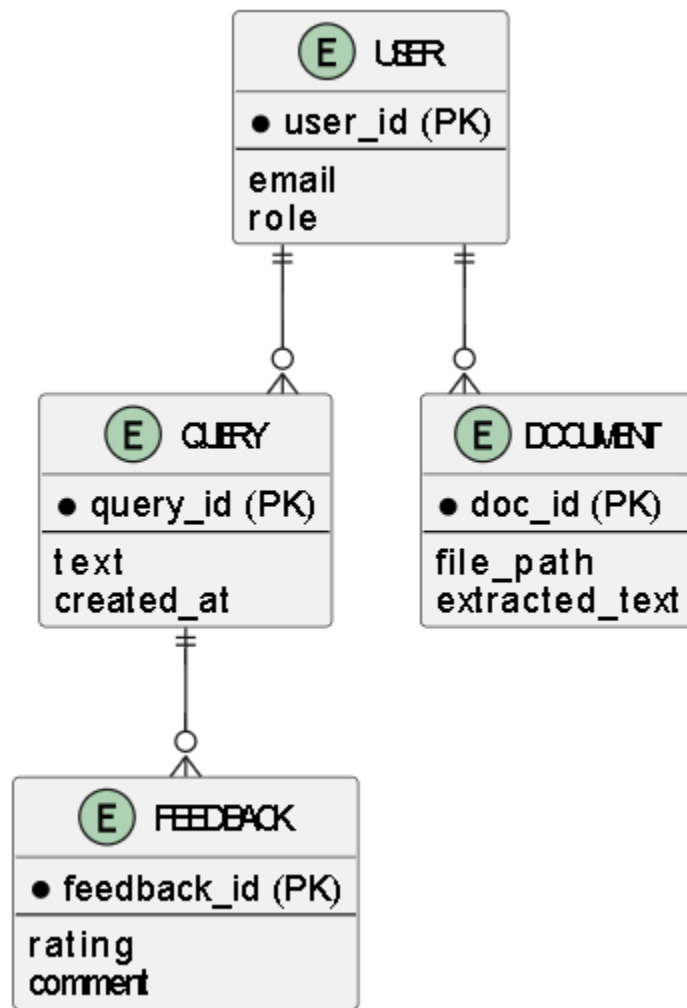 E USER
user_id (PK)
email
role
E QUERY
query_id (PK)
text
created_at
E DOCUMENT
doc_id (PK)
file_path
extracted_text
E FEEDBACK
feedback_id (PK)
rating
comment